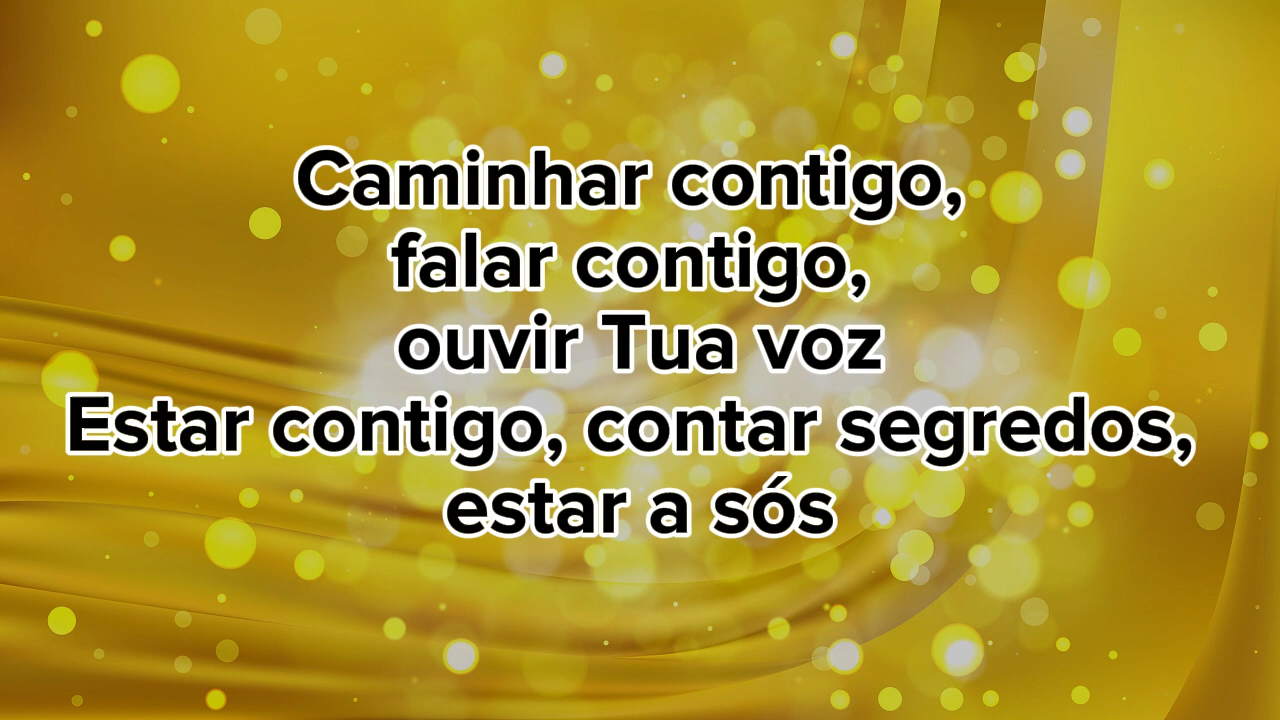 Caminhar contigo,
falar contigo,
ouvir Tua voz
Estar contigo, contar segredos,
estar a sós